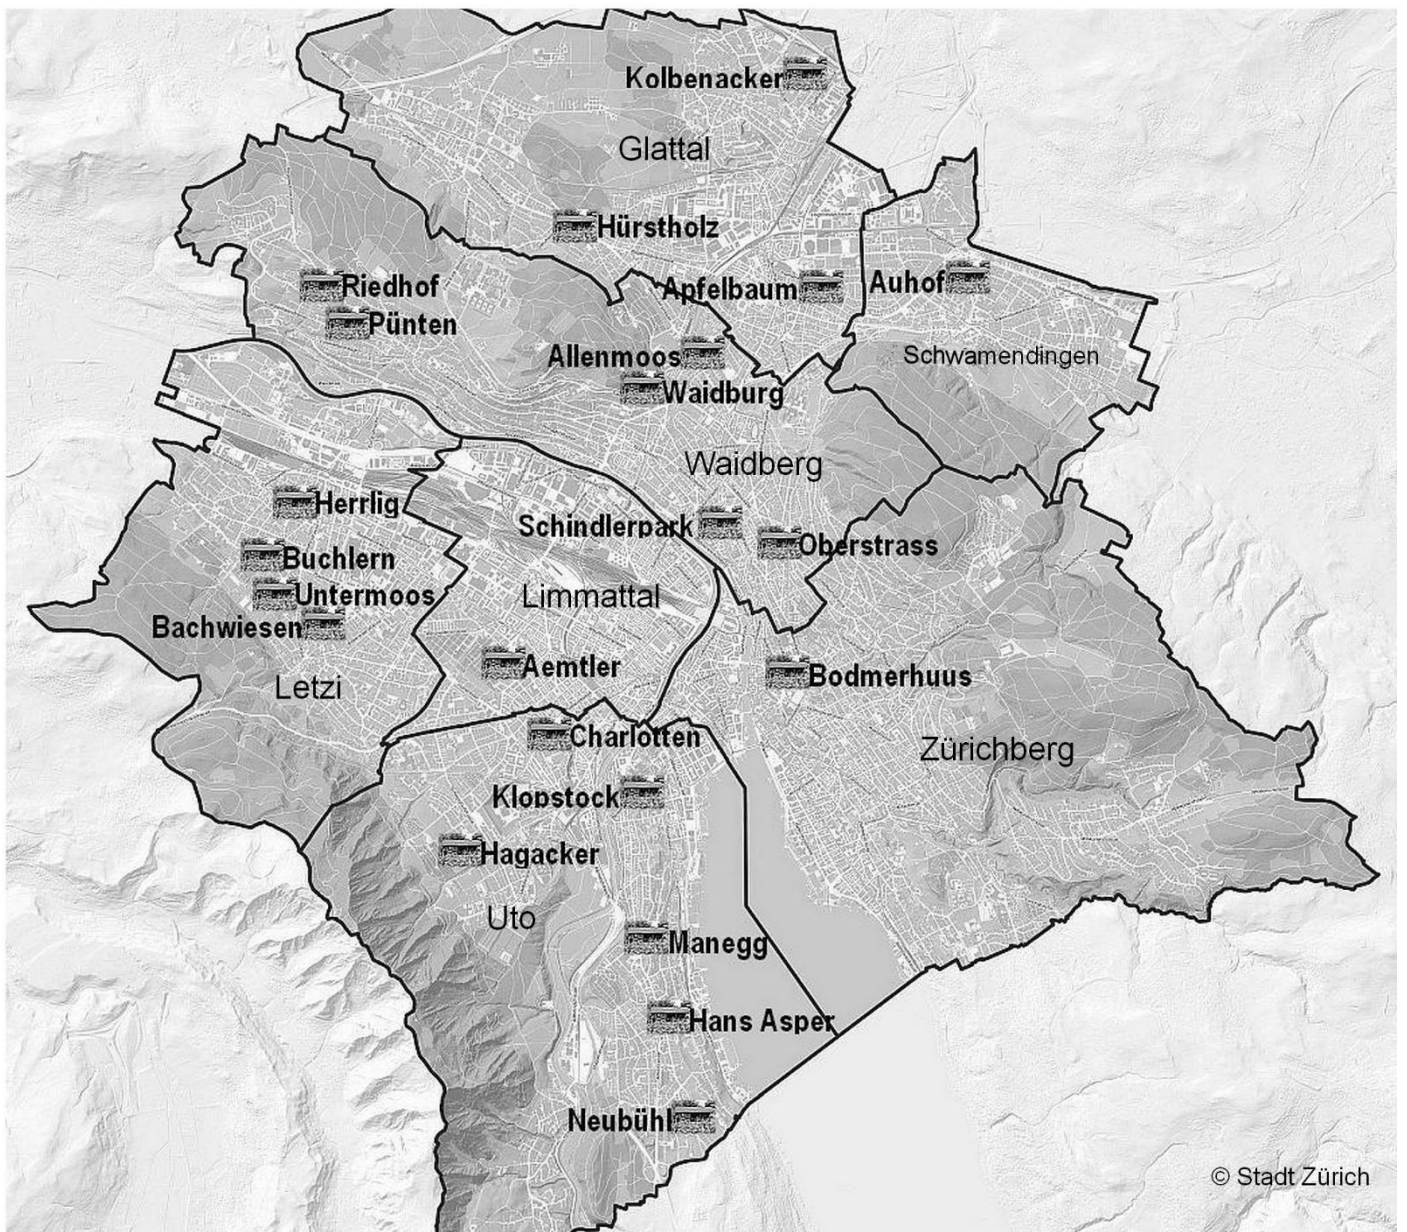 Kolbenacker
Glattal
Hürstholz
Riedhof
Apfelbaum
Auhof
Pünten
Allenmoos
Schwamendingen
Waidburg
Waidberg
Herrlig
Schindlerpark
Oberstrass
Buchlern
Untermoos
Limmattal
Bachwiesen
Aemtler
Bodmerhuus
Letzi
Charlotten
Zürichberg
Klopstock
Hagacker
Uto
Manegg
Hans Asper
Neubühl
© Stadt Zürich